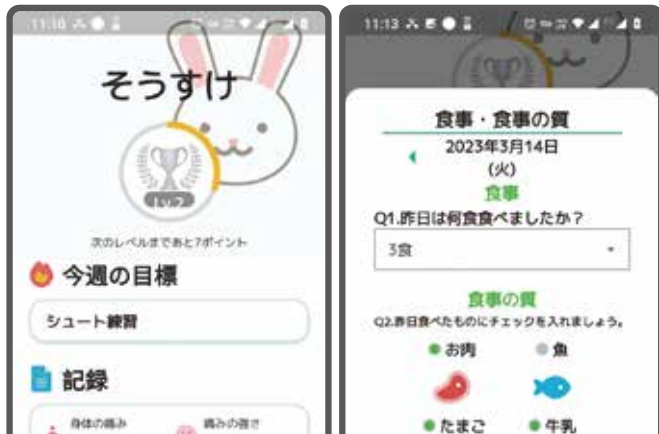 11:10
そうすけ
Lv.2
次のレベルまであと7ポイント
今週の目標
シュート練習
記録
身体の痛み
痛みの強さ
11:13
食事・食事の質
2023年3月14日
(火)
食事
Q1.昨日は何食食べましたか？
3食
食事の質
Q2.昨日食べたものにチェックを入れましょう。
お肉
魚
たまご
牛乳